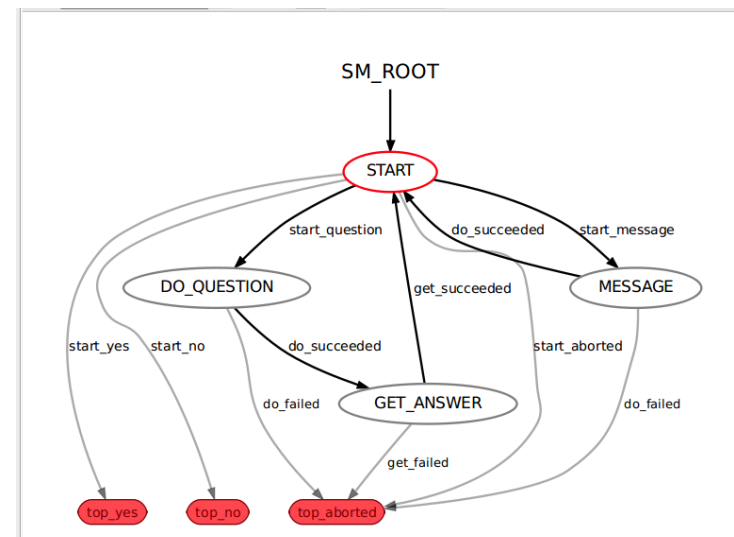 SM_ROOT
START
start_question
do_succeeded
start_message
DO_QUESTION
get_succeeded
MESSAGE
start_yes
start_no
do_succeeded
start_aborted
do_failed
GET_ANSWER
do_failed
get_failed
top_yes
top_no
top_aborted